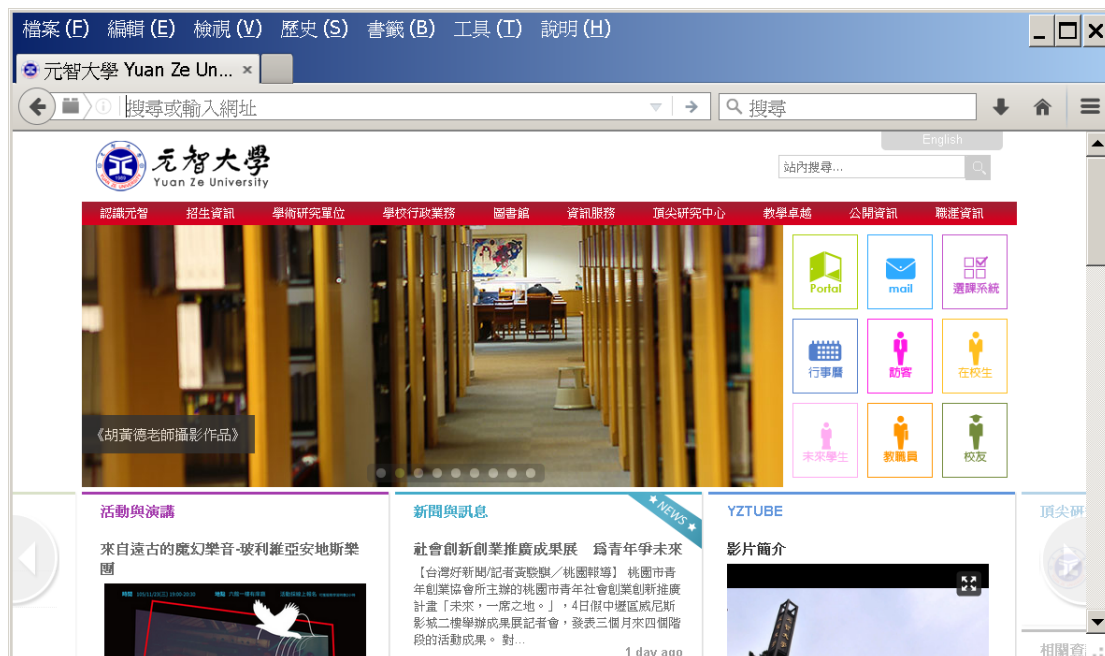 檔案(F) 編輯(E) 檢視(V) 歷史(S) 書籤(B) 工具(T) 說明(H)
元智大學 Yuan Ze Un...
搜尋或輸入網址
搜尋
English
元智大學
Yuan Ze University
站內搜尋...
認識元智 招生資訊 學術研究單位 學校行政業務 圖書館 資訊服務 頂尖研究中心 教學卓越 公開資訊 職涯資訊
Portal mail 選課系統
行事曆 訪客 在校生
未來學生 教職員 校友
《胡黃德老師攝影作品》
活動與演講
來自遠古的魔幻樂音-玻利維亞安地斯樂
團
新聞與訊息
NEWS
社會創新創業推廣成果展 為青年爭未來
【台灣好新聞/記者黃駿騏／桃園報導】 桃園市青
年創業協會所主辦的桃園市青年社會創業創新推廣
計畫「未來，一席之地。」，4日假中壢區威尼斯
影城二樓舉辦成果展記者會，發表三個月來四個階
段的活動成果。 對...
1 day ago
YZTUBE
影片簡介
頂尖研
相關資